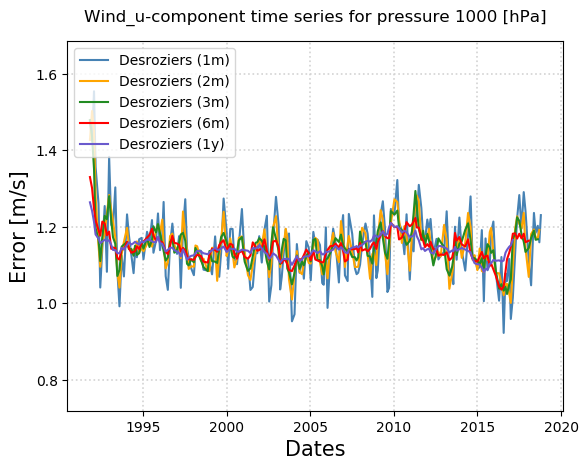 Wind_u-component time series for pressure 1000 [hPa]
Desroziers (1m)
Desroziers (2m)
Desroziers (3m)
Desroziers (6m)
Desroziers (1y)
Error [m/s]
1.6
1.4
1.2
1.0
0.8
1995
2000
2005
2010
2015
2020
Dates